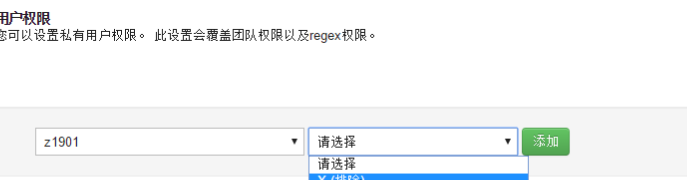 用户权限
您可以设置私有用户权限。 此设置会覆盖团队权限以及regex权限。
z1901 请选择 添加
请选择
X (排除)